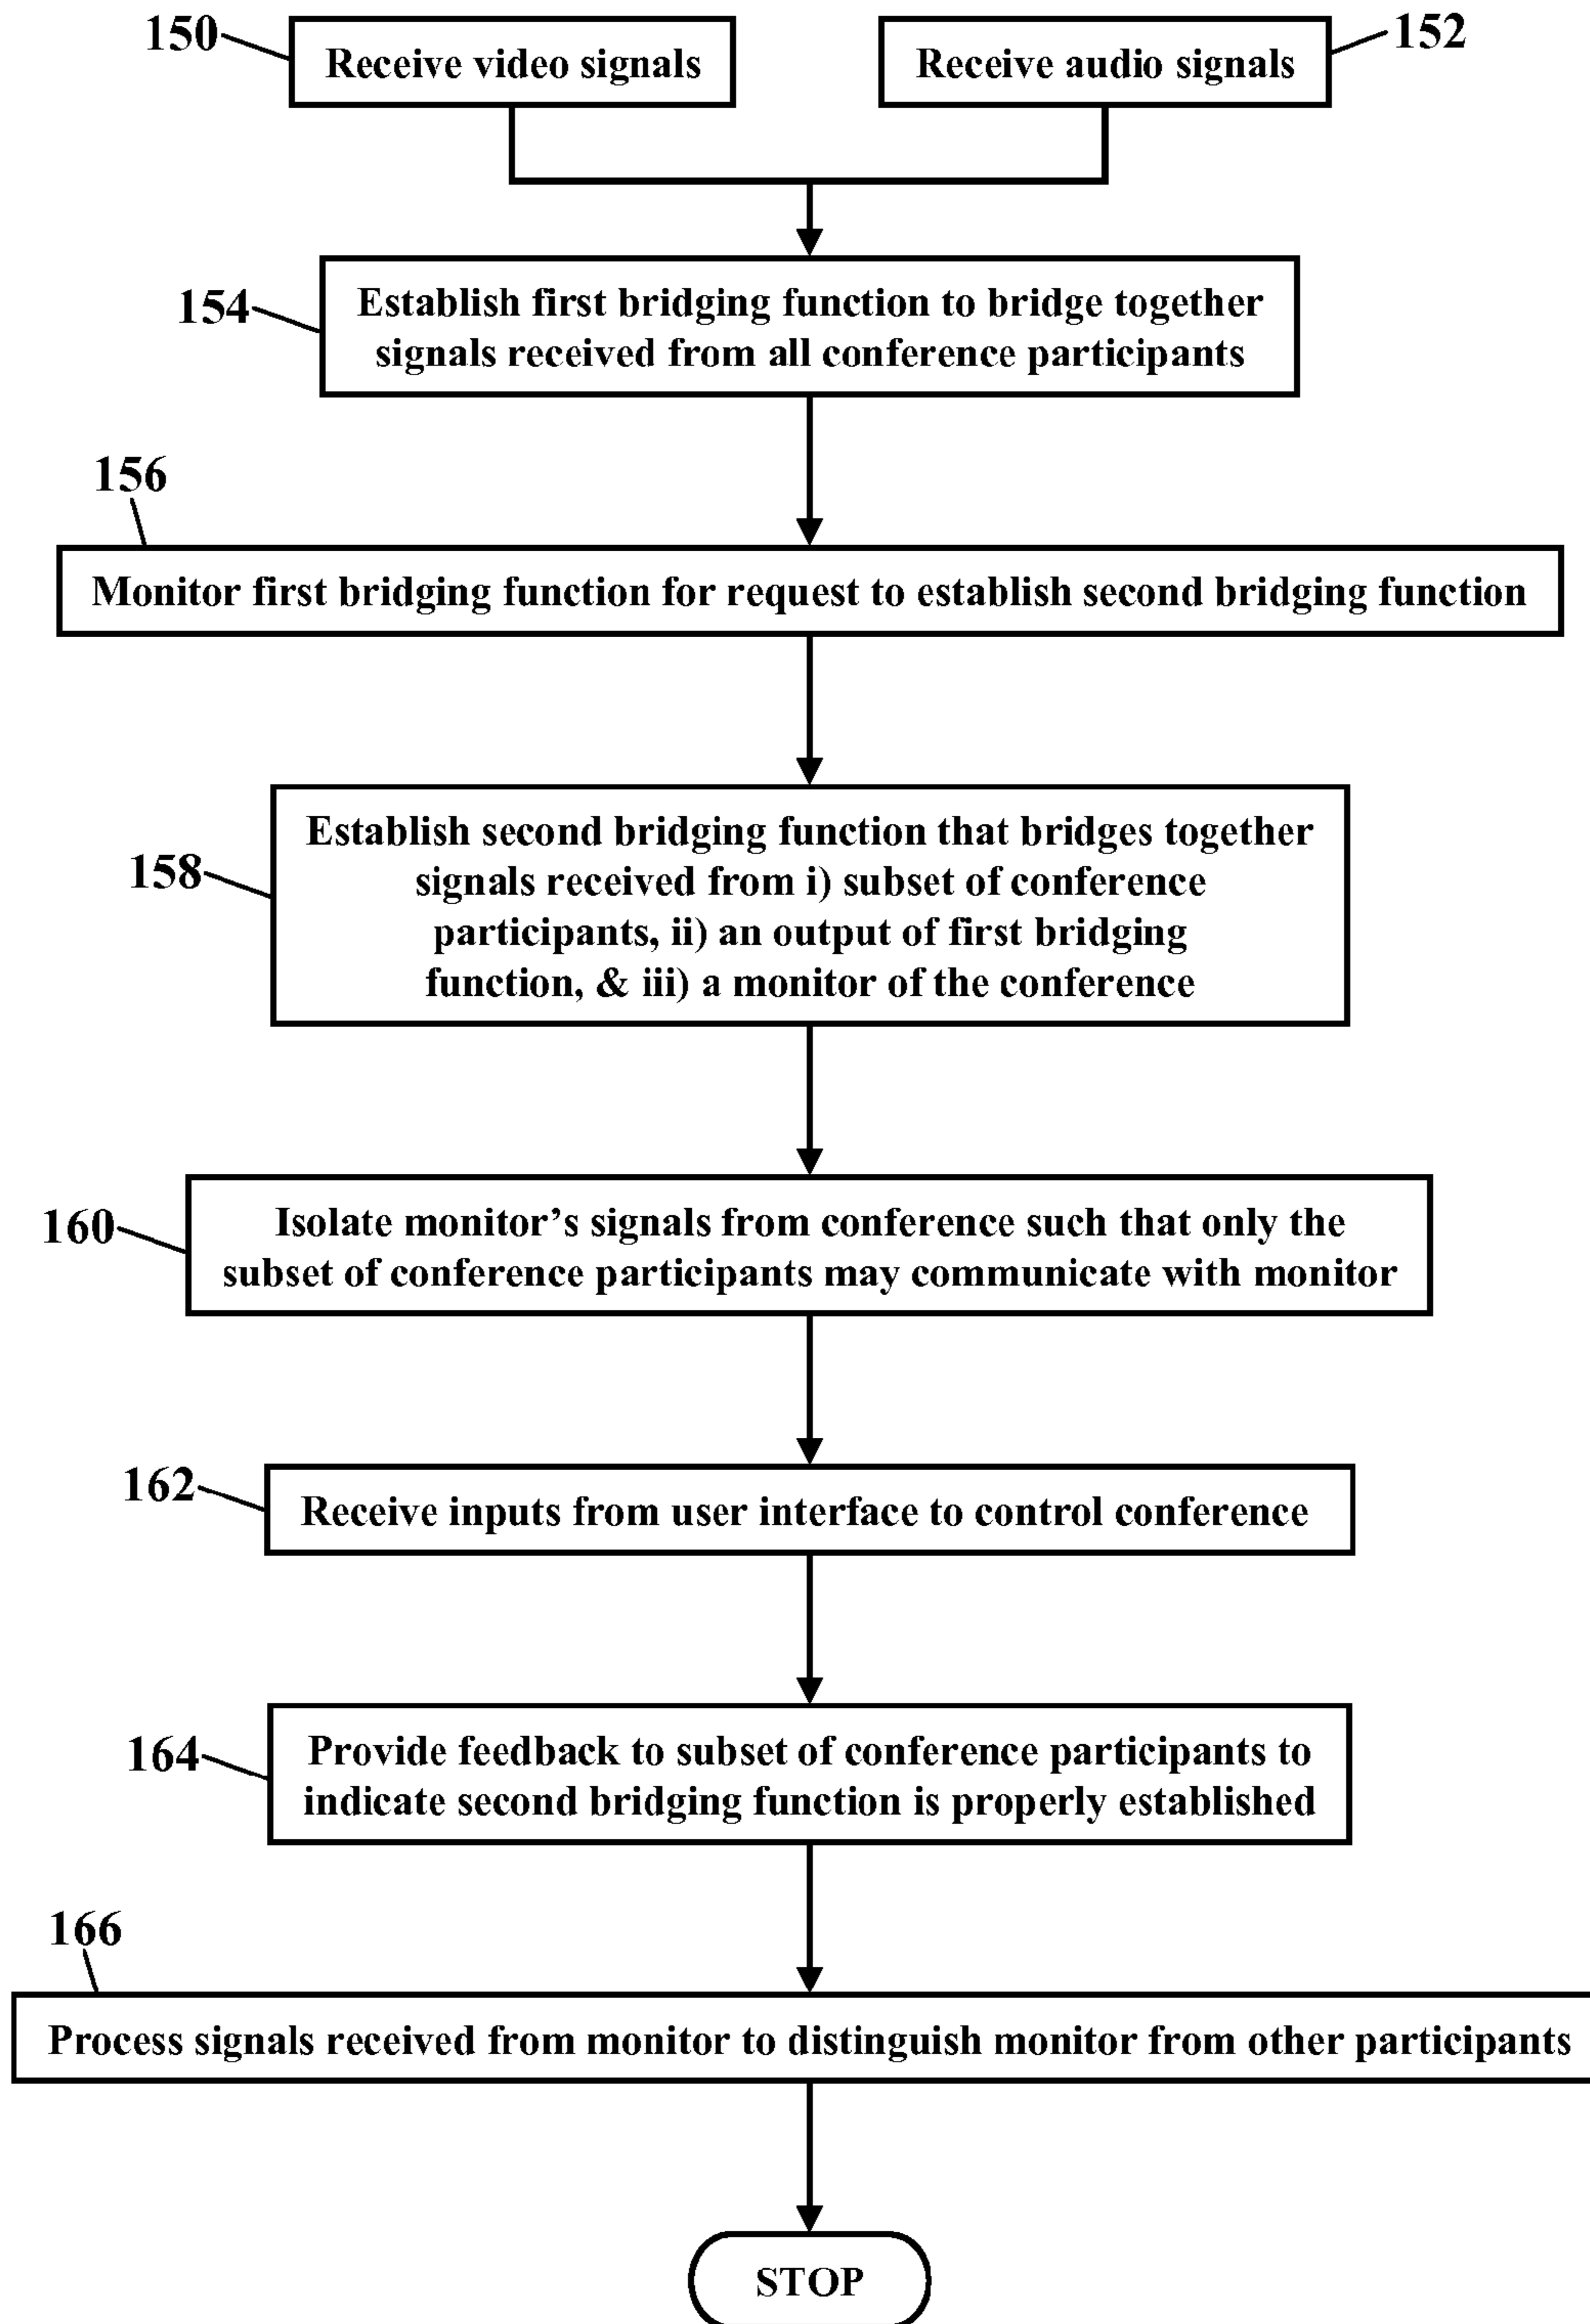 150
Receive video signals
Receive audio signals
152
154
Establish first bridging function to bridge together
signals received from all conference participants
156
Monitor first bridging function for request to establish second bridging function
158
Establish second bridging function that bridges together
signals received from i) subset of conference
participants, ii) an output of first bridging
function, & iii) a monitor of the conference
160
Isolate monitor’s signals from conference such that only the
subset of conference participants may communicate with monitor
162
Receive inputs from user interface to control conference
164
Provide feedback to subset of conference participants to
indicate second bridging function is properly established
166
Process signals received from monitor to distinguish monitor from other participants
STOP